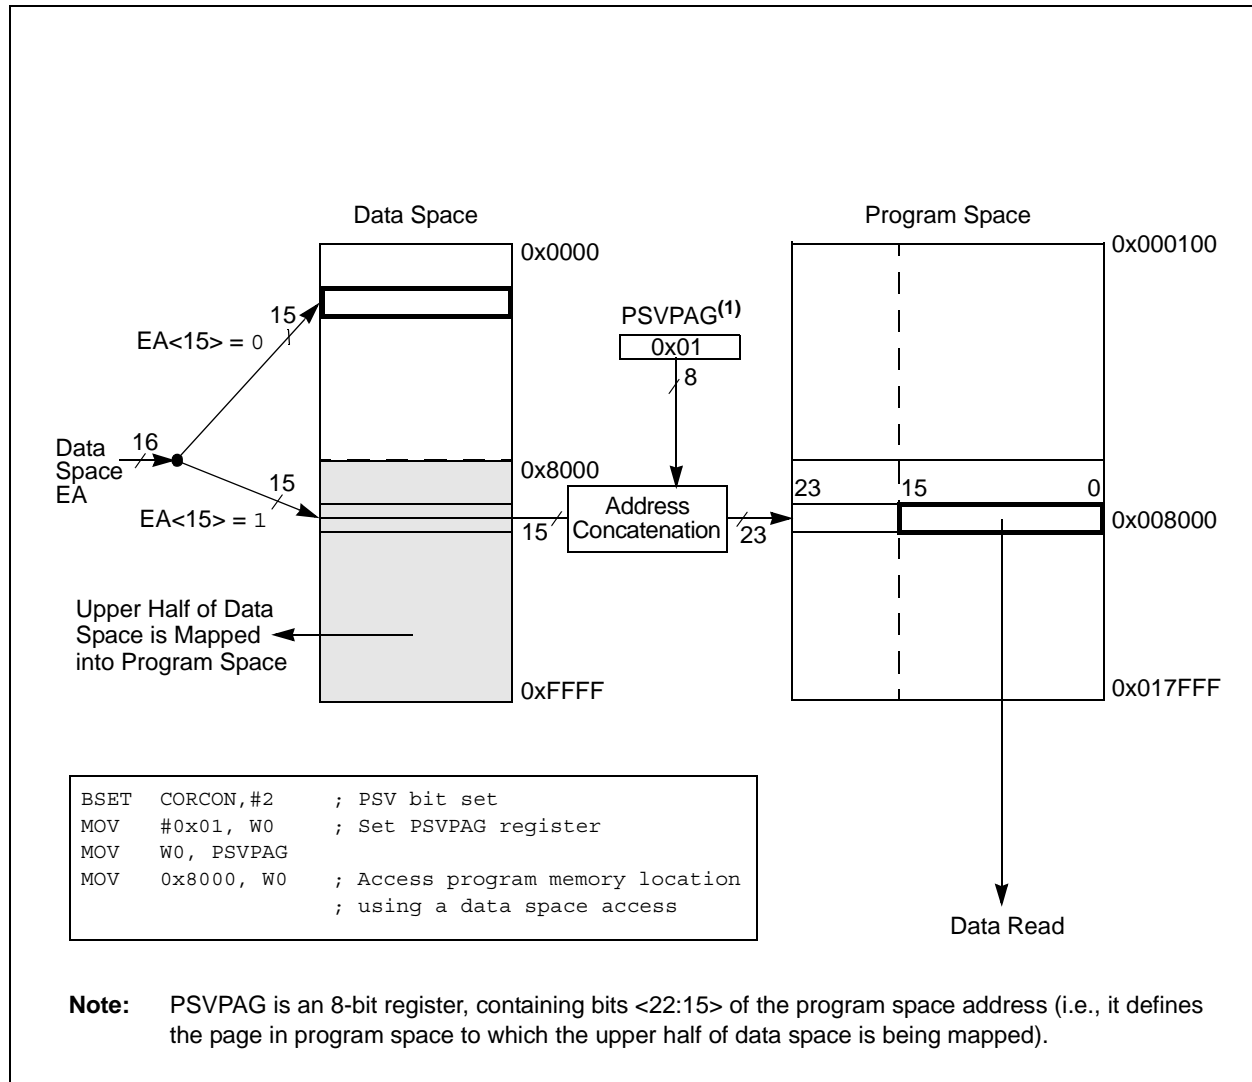 Data Space
Program Space
0x0000
0x000100
15
PSVPAG(1)
EA<15> = 0
0x01
8
16
Data
Space
EA
0x8000
15
23
15
0
EA<15> = 1
Address
Concatenation
15
23
0x008000
Upper Half of Data
Space is Mapped
into Program Space
0xFFFF
0x017FFF
BSET CORCON,#2 ; PSV bit set
MOV #0x01, W0 ; Set PSVPAG register
MOV W0, PSVPAG
MOV 0x8000, W0 ; Access program memory location
; using a data space access
Data Read
Note: PSVPAG is an 8-bit register, containing bits <22:15> of the program space address (i.e., it defines
the page in program space to which the upper half of data space is being mapped).